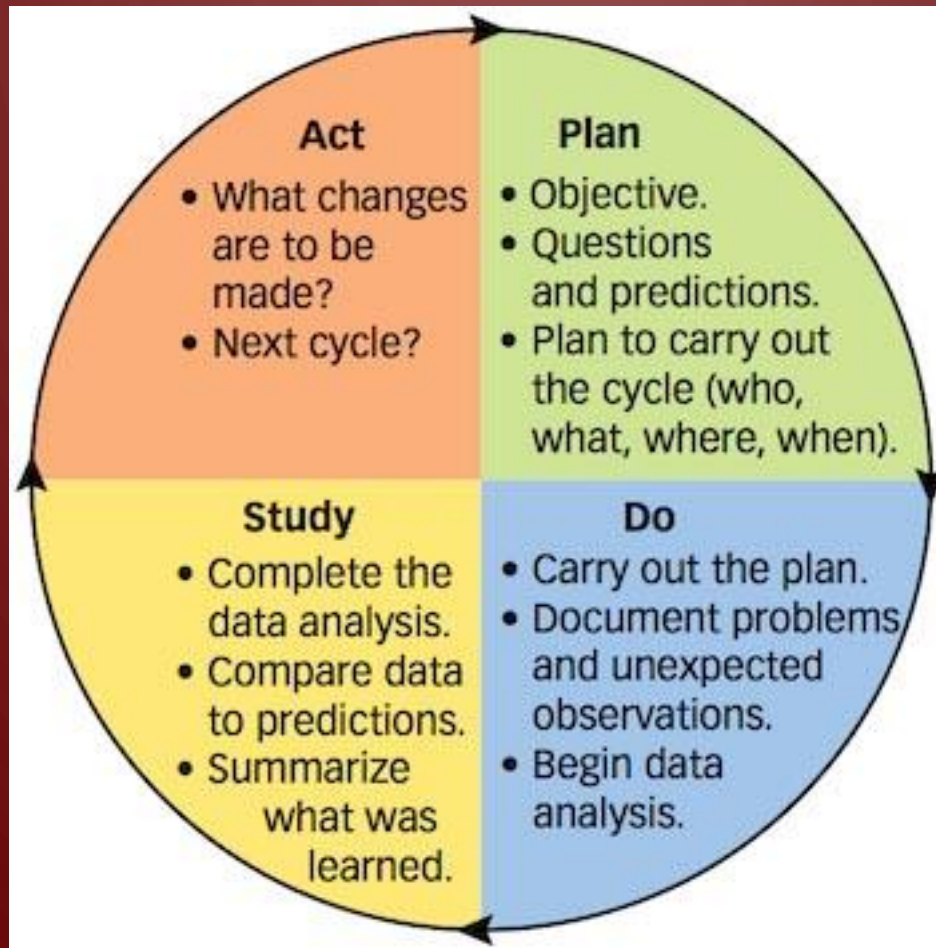 Act
• What changes
are to be
made?
• Next cycle?
Plan
• Objective.
• Questions
and predictions.
• Plan to carry out
the cycle (who,
what, where, when).
Study
• Complete the
data analysis.
• Compare data
to predictions.
• Summarize
what was
learned.
Do
• Carry out the plan.
• Document problems
and unexpected
observations.
• Begin data
analysis.